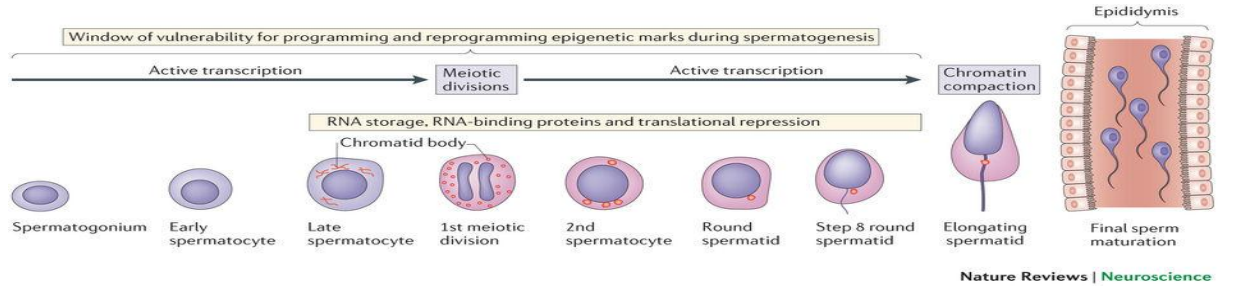 Epididymis
Window of vulnerability for programming and reprogramming epigenetic marks during spermatogenesis
Active transcription
Meiotic
divisions
Active transcription
Chromatin
compaction
RNA storage, RNA-binding proteins and translational repression
Chromatid body
Spermatogonium
Early
spermatocyte
Late
spermatocyte
1st meiotic
division
2nd
spermatocyte
Round
spermatid
Step 8 round
spermatid
Elongating
spermatid
Final sperm
maturation
Nature Reviews | Neuroscience